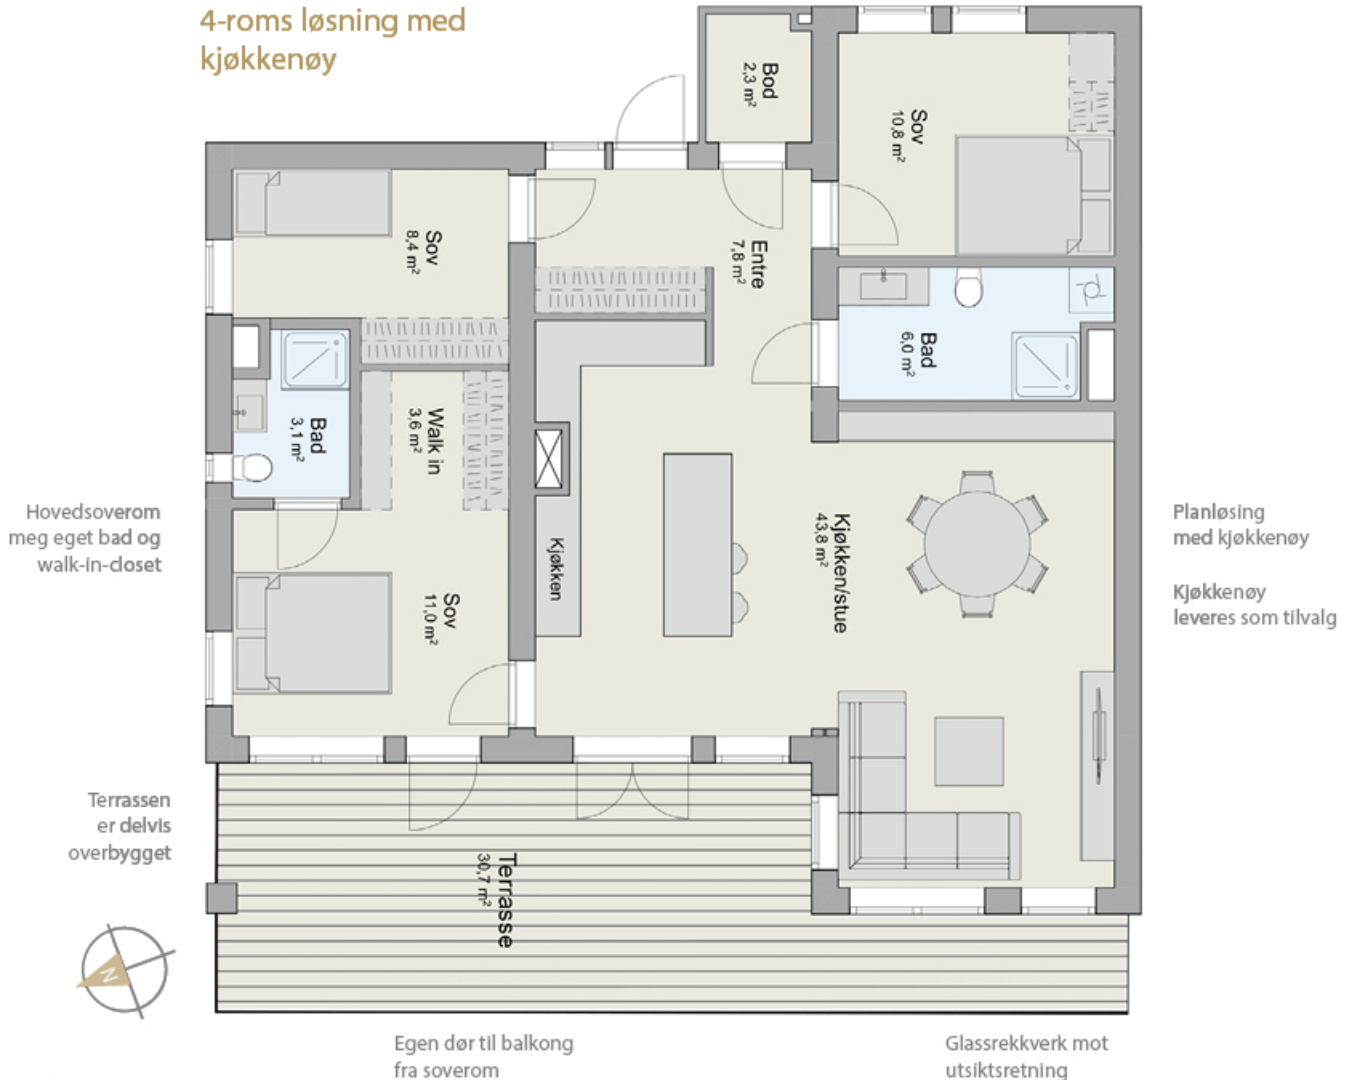 4-roms løsning med
kjøkkenøy
Bod
2,3 m²
Sov
10,8 m²
Sov
8,4 m²
Entre
7,8 m²
Bad
6,0 m²
Bad
3,1 m²
Walk in
3,6 m²
Hovedsoverom
meg eget bad og
walk-in-closet
Kjøkken
Kjøkken/stue
43,8 m²
Planløsing
med kjøkkenøy
Kjøkkenøy
leveres som tilvalg
Sov
11,0 m²
Terrassen
er delvis
overbygget
Terrasse
30,7 m²
N
Egen dør til balkong
fra soverom
Glassrekkverk mot
utsiktsretning